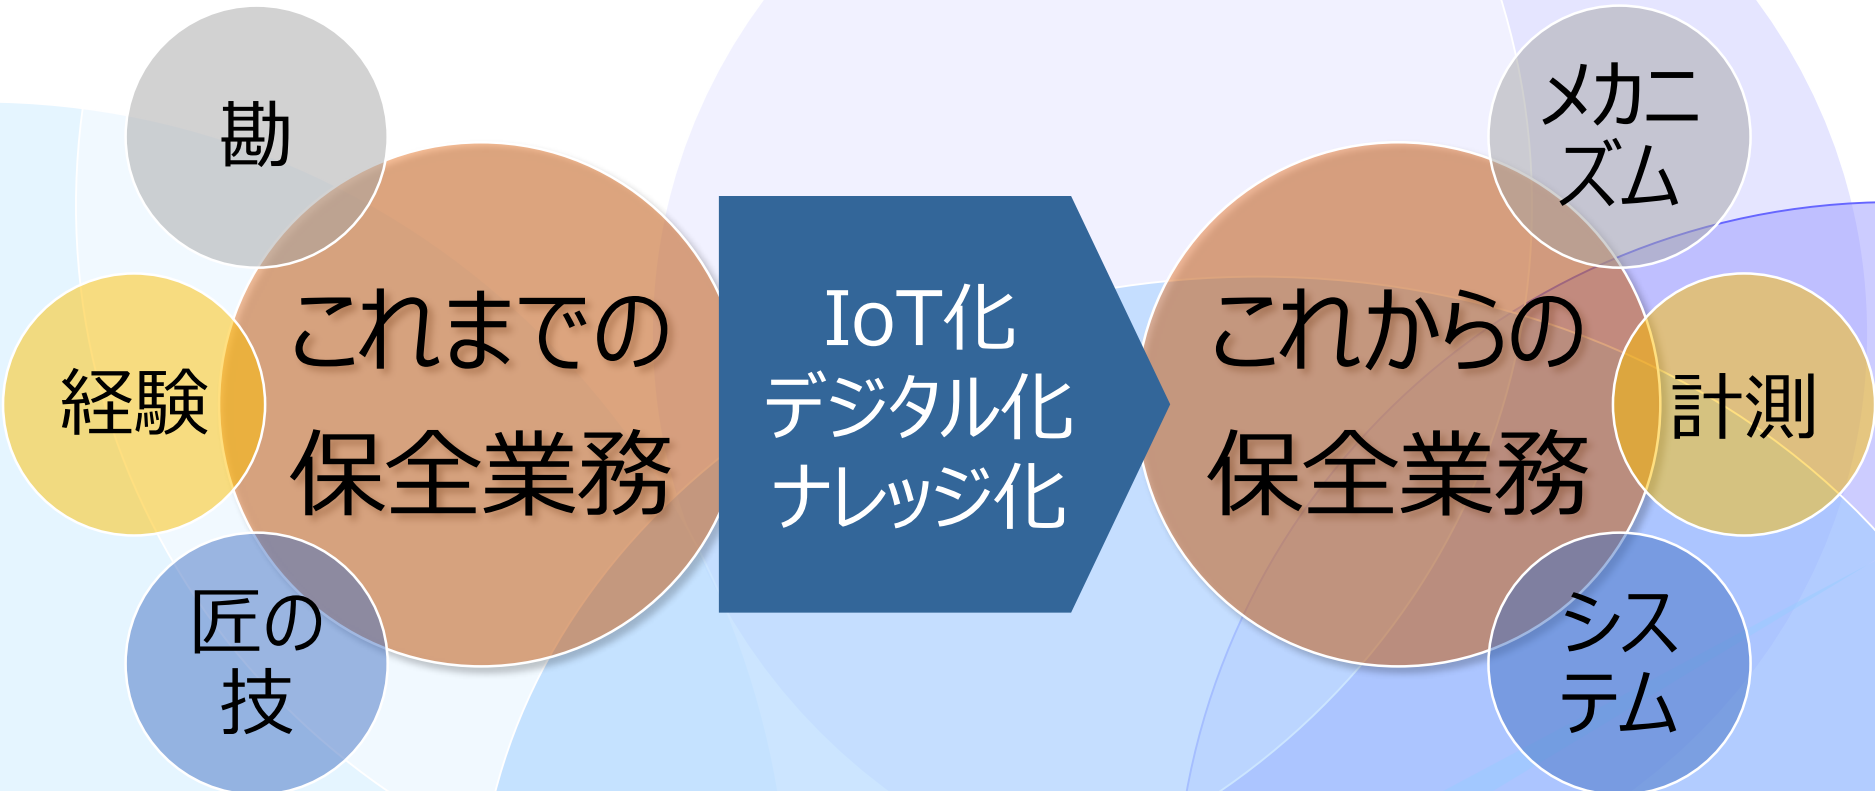 勘
経験
匠の
技
これまでの
保全業務
IoT化
デジタル化
ナレッジ化
これからの
保全業務
メカニ
ズム
計測
シス
テム